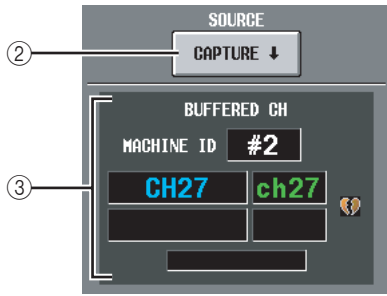 SOURCE
② CAPTURE ↓
③ BUFFERED CH
MACHINE ID #2
CH27 ch27